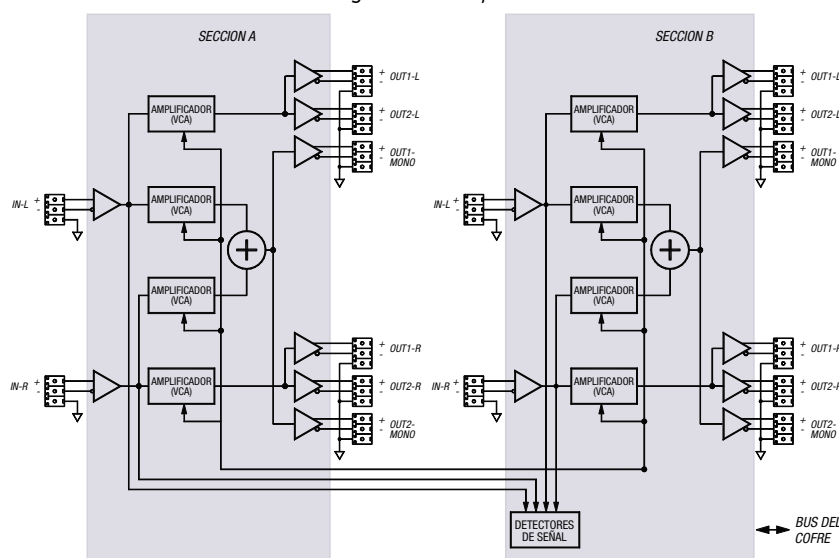 SECCION A
SECCION B
AMPLIFICADOR
(VCA)
+
-
OUT1-L
+
-
OUT2-L
+
-
OUT1-
MONO
IN-L
+
-
AMPLIFICADOR
(VCA)
+
AMPLIFICADOR
(VCA)
+
-
OUT1-R
IN-R
+
-
AMPLIFICADOR
(VCA)
+
-
OUT2-R
+
-
OUT2-
MONO
AMPLIFICADOR
(VCA)
+
-
OUT1-L
+
-
OUT2-L
+
-
OUT1-
MONO
IN-L
+
-
AMPLIFICADOR
(VCA)
+
AMPLIFICADOR
(VCA)
+
-
OUT1-R
IN-R
+
-
AMPLIFICADOR
(VCA)
+
-
OUT2-R
+
-
OUT2-
MONO
DETECTORES
DE SEÑAL
BUS DEL
COFRE